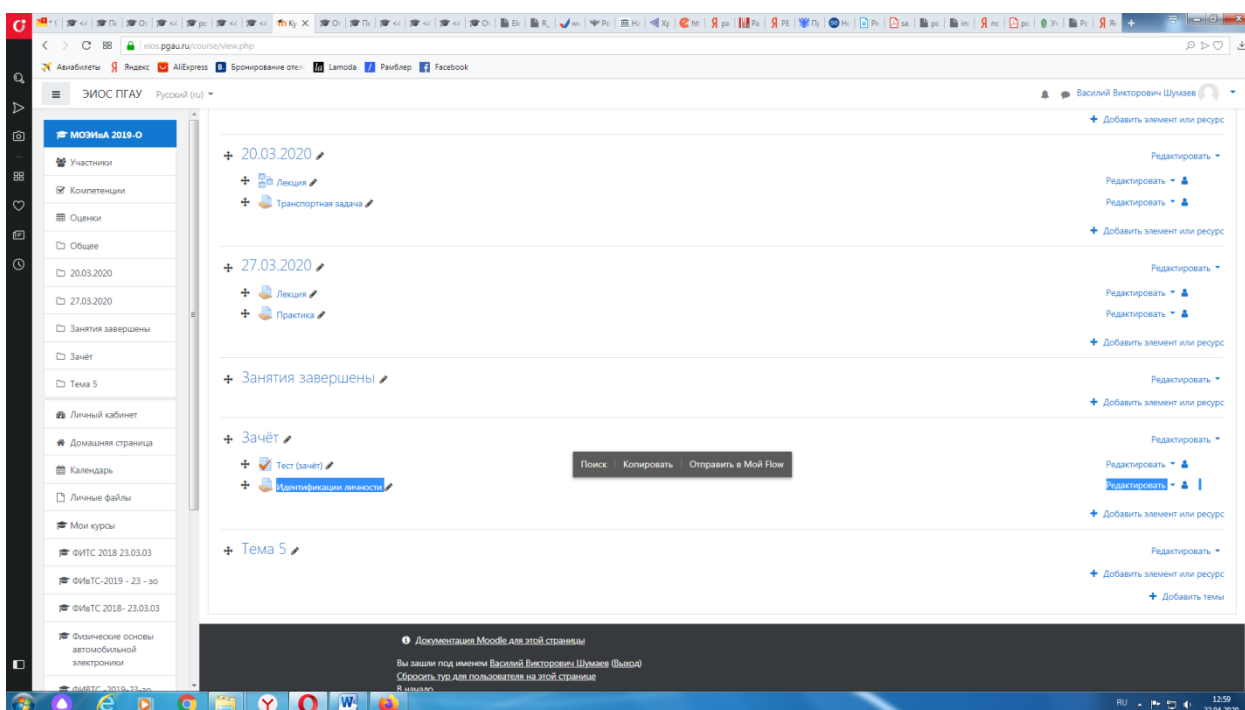 eios.pgau.ru/course/view.php
Авиабилеты Яндекс AliExpress Бронирование отел Lamoda Рамблер Facebook
ЭИОС ПГАУ Русский (ru)
Василий Викторович Шумаев
МОЭИвА 2019-О
Участники
Компетенции
Оценки
Общее
20.03.2020
27.03.2020
Занятия завершены
Зачёт
Тема 5
Личный кабинет
Домашняя страница
Календарь
Личные файлы
Мои курсы
ФИТС 2018 23.03.03
ФИвТС-2019 - 23 - зо
ФИвТС 2018- 23.03.03
Физические основы
автомобильной
электроники
Добавить элемент или ресурс
20.03.2020 Редактировать
Лекция Редактировать
Транспортная задача Редактировать
Добавить элемент или ресурс
27.03.2020 Редактировать
Лекция Редактировать
Практика Редактировать
Добавить элемент или ресурс
Занятия завершены Редактировать
Добавить элемент или ресурс
Зачёт Редактировать
Поиск Копировать Отправить в Мой Flow
Тест (зачёт) Редактировать
Идентификации личности Редактировать
Добавить элемент или ресурс
Тема 5 Редактировать
Добавить элемент или ресурс
Добавить темы
Документация Moodle для этой страницы
Вы зашли под именем Василий Викторович Шумаев (Выход)
Сбросить тур для пользователя на этой странице
В начало
RU 12:59